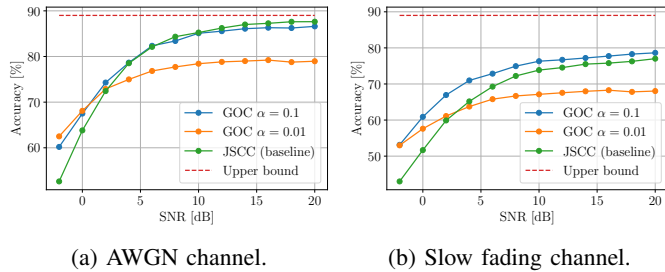 90
80
70
60
Accuracy [%]
0
5
10
15
20
SNR [dB]
GOC α = 0.1
GOC α = 0.01
JSCC (baseline)
Upper bound
(a) AWGN channel.
90
80
70
60
50
Accuracy [%]
0
5
10
15
20
SNR [dB]
GOC α = 0.1
GOC α = 0.01
JSCC (baseline)
Upper bound
(b) Slow fading channel.